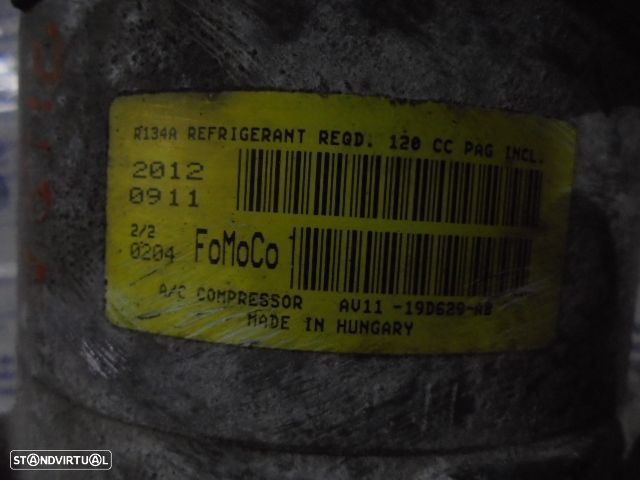 R134A REFRIGERANT REQD. 120 CC PAG INCL.
2012
0911
2/2
0204 FoMoCo
A/C COMPRESSOR AV11-19D629-AB
MADE IN HUNGARY
STANDVIRTUAL